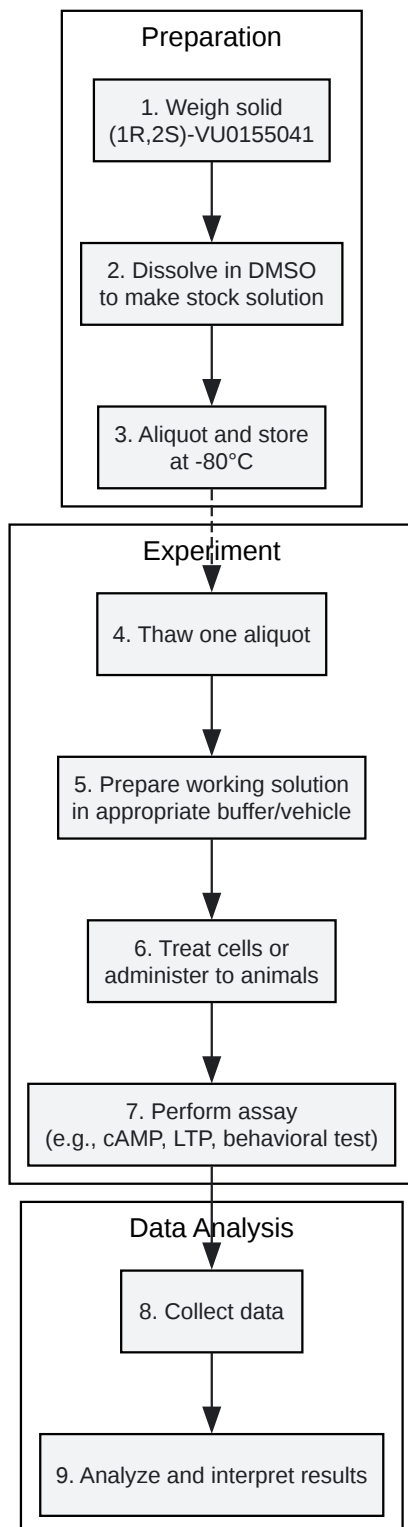 Preparation
1. Weigh solid
(1R,2S)-VU0155041
2. Dissolve in DMSO
to make stock solution
3. Aliquot and store
at -80°C
Experiment
4. Thaw one aliquot
5. Prepare working solution
in appropriate buffer/vehicle
6. Treat cells or
administer to animals
7. Perform assay
(e.g., cAMP, LTP, behavioral test)
Data Analysis
8. Collect data
9. Analyze and interpret results